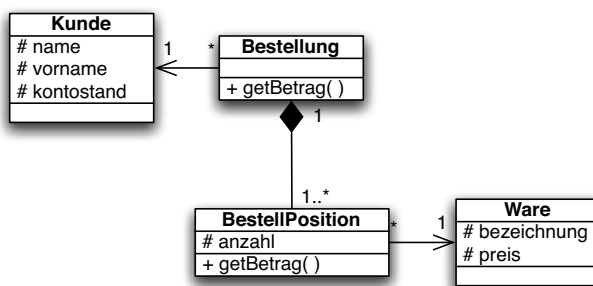 Kunde
# name
# vorname
# kontostand
1
*
Bestellung
+ getBetrag( )
1
1..*
BestellPosition
# anzahl
+ getBetrag( )
*
1
Ware
# bezeichnung
# preis